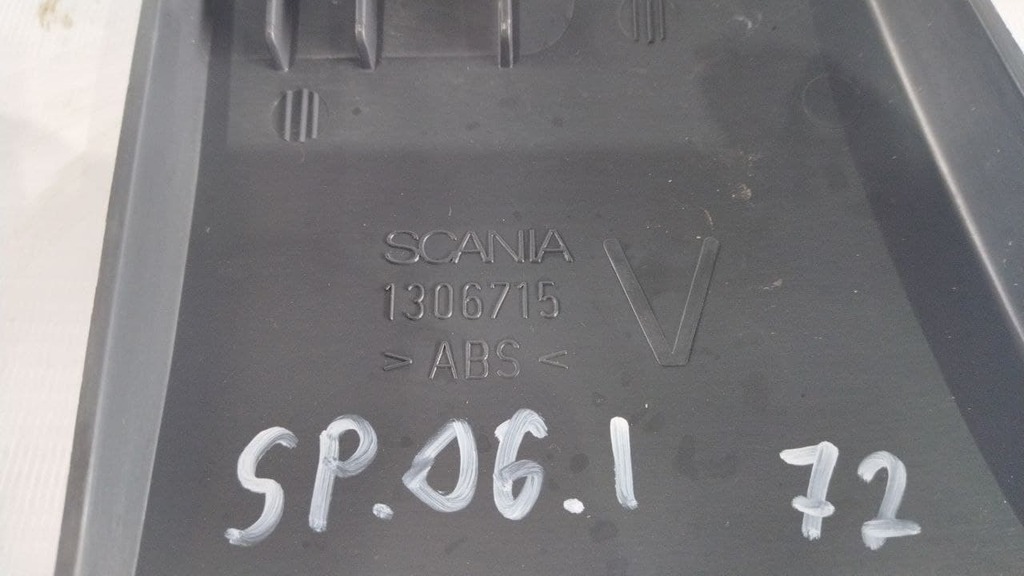 SCANIA
1306715
> ABS <
V
SP.06.1 72